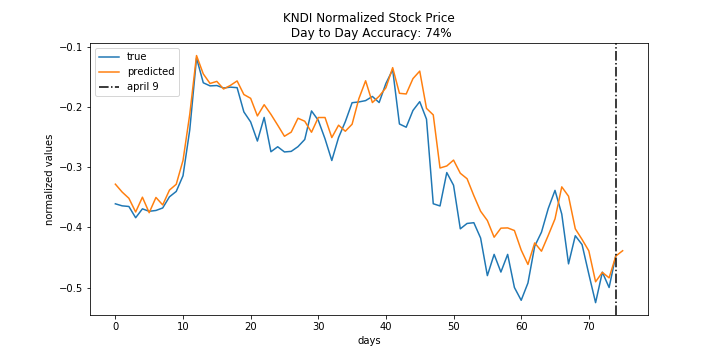 KNDI Normalized Stock Price
Day to Day Accuracy: 74%
true
predicted
april 9
normalized values
−0.1
−0.2
−0.3
−0.4
−0.5
0 10 20 30 40 50 60 70
days